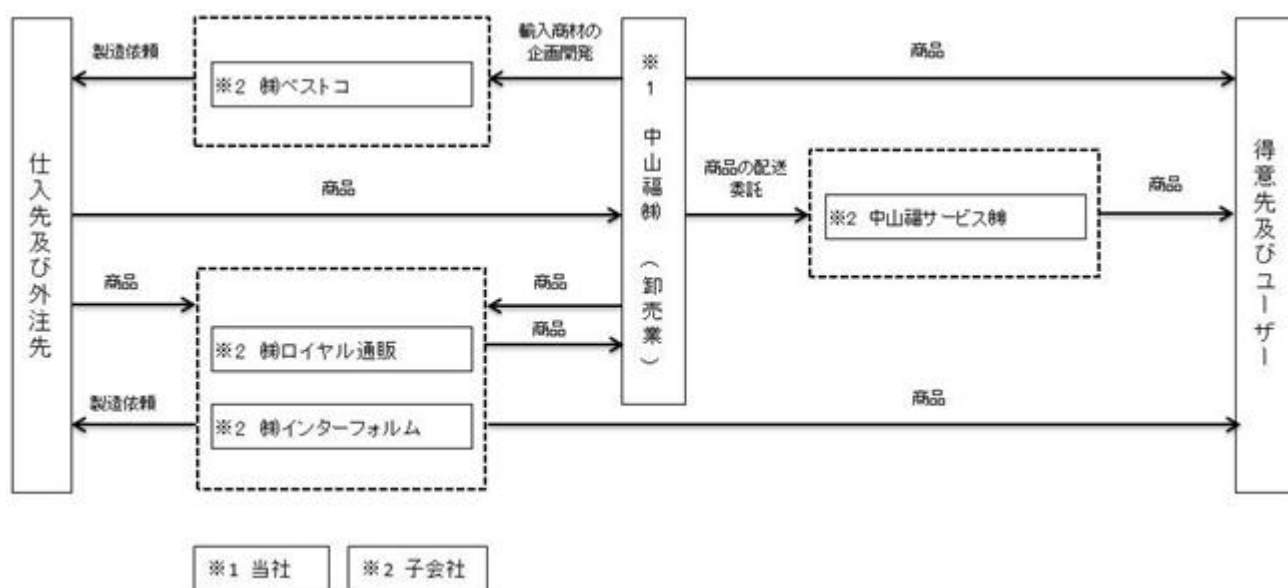 仕入先及び外注先
製造依頼
※2 ㈱ベストコ
輸入商材の
企画開発
※1 中山福㈱ (卸売業)
商品
商品
商品の配送
委託
※2 中山福サービス㈱
商品
商品
商品
商品
※2 ㈱ロイヤル通販
製造依頼
※2 ㈱インターフォルム
商品
得意先及びユーザー
※1 当社
※2 子会社